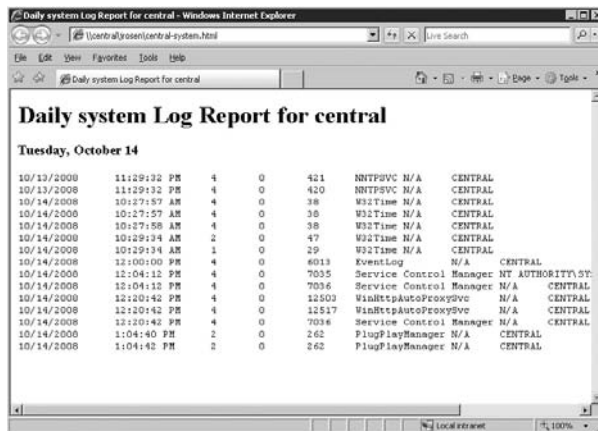 Daily system Log Report for central - Windows Internet Explorer
\\central\rosen\central-system.html
Live Search
File Edit View Favorites Tools Help
Daily system Log Report for central
Page Tools
Daily system Log Report for central
Tuesday, October 14
10/13/2008 11:29:32 PM 4 0 421 NNTPSVC N/A CENTRAL
10/13/2008 11:29:32 PM 4 0 420 NNTPSVC N/A CENTRAL
10/14/2008 10:27:57 AM 4 0 38 W32Time N/A CENTRAL
10/14/2008 10:27:57 AM 4 0 38 W32Time N/A CENTRAL
10/14/2008 10:27:58 AM 4 0 38 W32Time N/A CENTRAL
10/14/2008 10:29:34 AM 2 0 47 W32Time N/A CENTRAL
10/14/2008 10:29:34 AM 1 0 29 W32Time N/A CENTRAL
10/14/2008 12:00:00 PM 4 0 6013 EventLog N/A CENTRAL
10/14/2008 12:04:12 PM 4 0 7035 Service Control Manager NT AUTHORITY\SY
10/14/2008 12:04:12 PM 4 0 7036 Service Control Manager N/A CENTRAL
10/14/2008 12:20:42 PM 4 0 12503 WinHttpAutoProxySvc N/A CENTRAL
10/14/2008 12:20:42 PM 4 0 12517 WinHttpAutoProxySvc N/A CENTRAL
10/14/2008 12:20:42 PM 4 0 7036 Service Control Manager N/A CENTRAL
10/14/2008 1:04:40 PM 2 0 262 PlugPlayManager N/A CENTRAL
10/14/2008 1:04:42 PM 2 0 262 PlugPlayManager N/A CENTRAL
Local intranet 100%